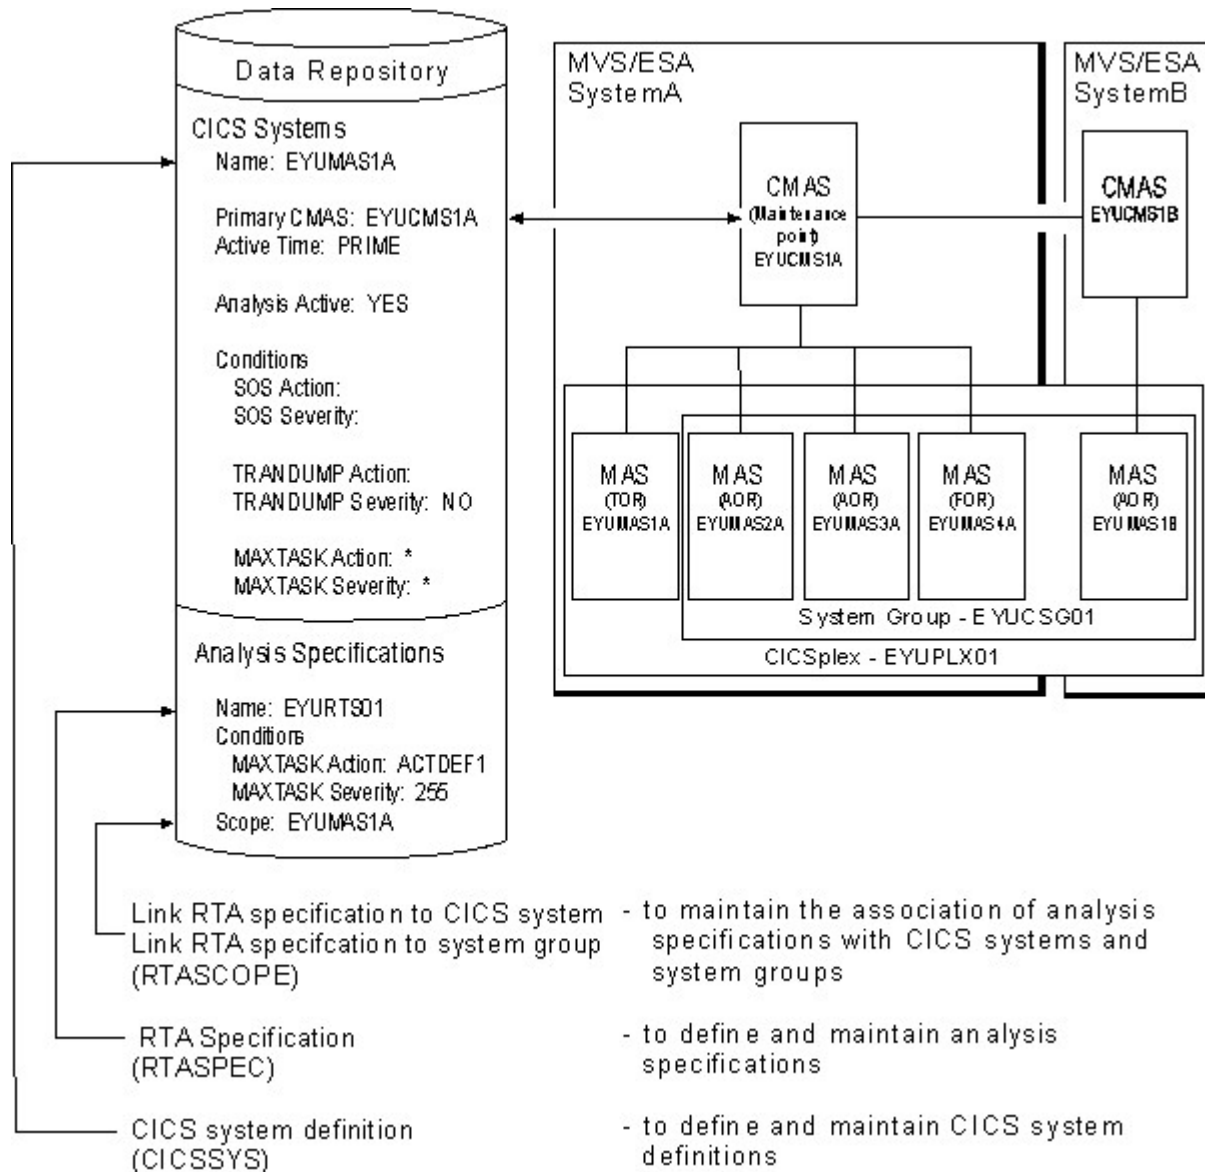 Data Repository
CICS Systems
Name: EYUMAS1A
Primary CMAS: EYUCMS1A
Active Time: PRIME
Analysis Active: YES
Conditions
SOS Action:
SOS Severity:
TRANDUMP Action:
TRANDUMP Severity: NO
MAXTASK Action: *
MAXTASK Severity: *
Analysis Specifications
Name: EYURTS01
Conditions
MAXTASK Action: ACTDEF1
MAXTASK Severity: 255
Scope: EYUMAS1A
MVS/ESA
SystemA
CMAS
(Maintenance
point)
EYUCMS1A
MVS/ESA
SystemB
CMAS
EYUCMS1B
MAS
(TOR)
EYUMAS1A
MAS
(AOR)
EYUMAS2A
MAS
(AOR)
EYUMAS3A
MAS
(FOR)
EYUMAS4A
MAS
(AOR)
EYUMAS1B
System Group - EYUCSG01
CICSplex - EYUPLX01
Link RTA specification to CICS system
Link RTA specifcation to system group
(RTASCOPE)
- to maintain the association of analysis
specifications with CICS systems and
system groups
RTA Specification
(RTASPEC)
- to define and maintain analysis
specifications
CICS system definition
(CICSSYS)
- to define and maintain CICS system
definitions